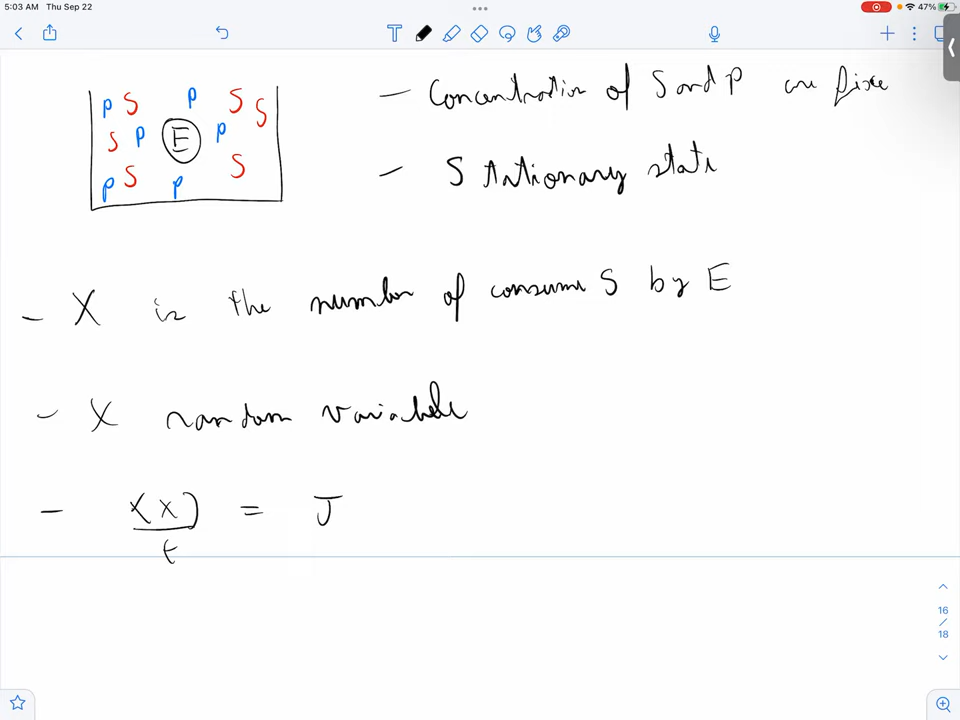 5:03 AM Thu Sep 22
47%
P S P S S
S P E P
P S P S
- Concentration of S and P are fixe
- Stationary state
- X is the number of consume S by E
- X random variable
- ⟨X⟩ = J
t
16
/
18